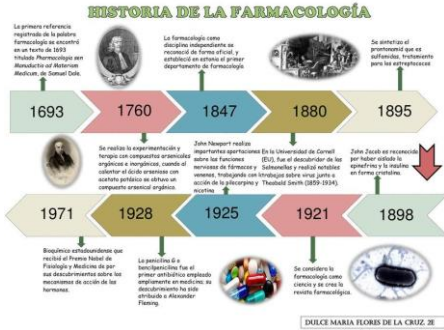 HISTORIA DE LA FARMACOLOGÍA
La primera referencia
registrada de la palabra
farmacología se encontró
en un texto de 1693
titulada Pharmacologia seu
Manuductio ad Materiam
Medicum, de Samuel Dale.
La farmacología como
disciplina independiente se
reconoció de forma oficial, y
estableció en estonia el primer
departamento de farmacología
Se sintetiza el
prontonamid que es
sulfamidas, tratamiento
para los estreptococos
1693
1760
1847
1880
1895
Se realiza la experimentación y
terapia con compuestos arsenicales
orgánicos e inorgánicos, cuando al
calentar el ácido arsenioso con
acetato potásico se obtuvo un
compuesto arsenical orgánico.
John Newport realiza
importantes aportaciones
sobre las funciones
nerviosas de fármacos y
venenos, trabajando con la
acción de la pilocarpina y
nicotina
En la Universidad de Cornell
(EU), fue el descubridor de las
Salmonellas y realizó notables
trabajos sobre virus junto a
Theobald Smith (1859-1934).
John Jacob es reconocido
por haber aislado la
epinefrina y la insulina
en forma cristalina.
1971
1928
1925
1921
1898
Bioquímico estadounidense que
recibió el Premio Nobel de
Fisiología y Medicina de por
sus descubrimientos sobre los
mecanismos de acción de las
hormonas.
La penicilina G o
bencilpenicilina fue el
primer antibiótico empleado
ampliamente en medicina; su
descubrimiento ha sido
atribuido a Alexander
Fleming.
Se considera la
farmacología como
ciencia y se crea la
revista farmacológica.
DULCE MARIA FLORES DE LA CRUZ. 2E